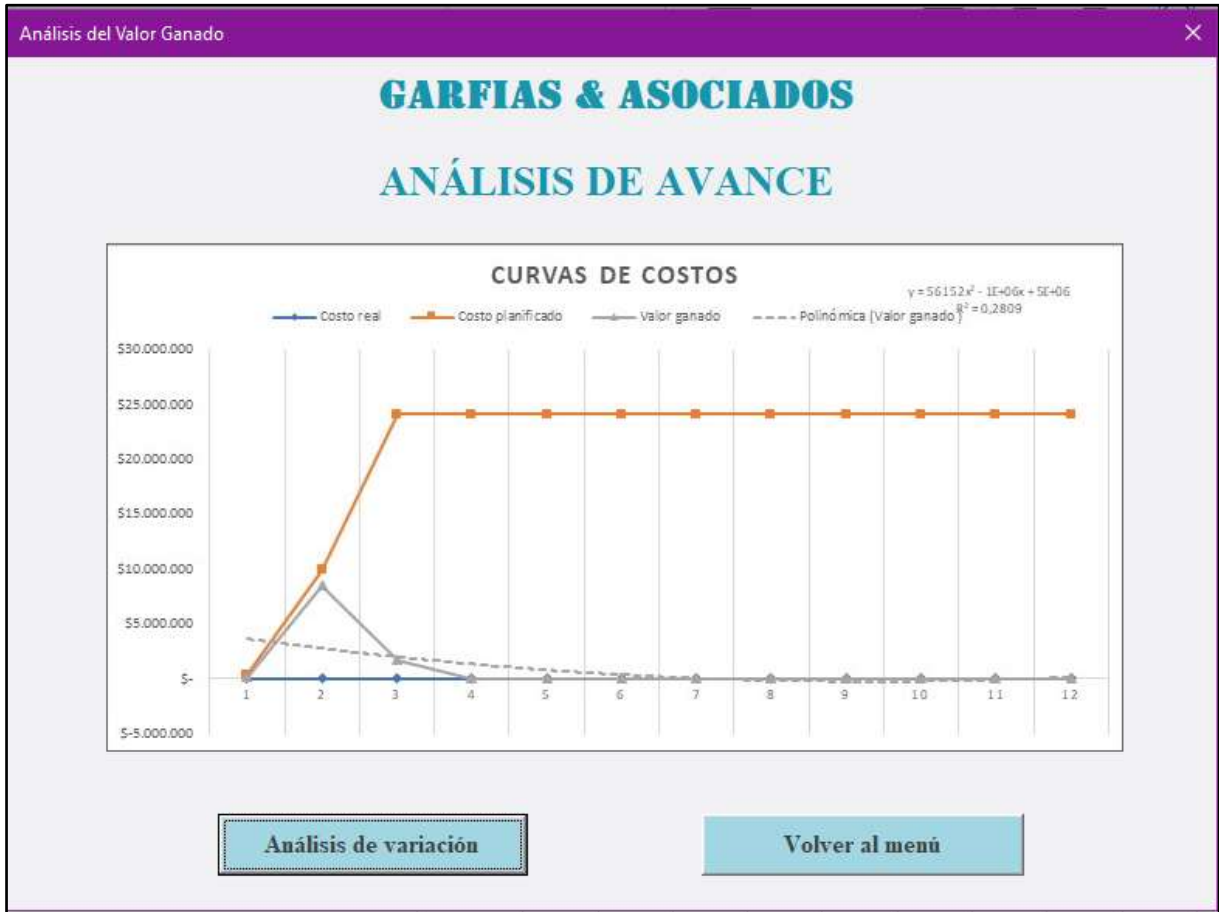 Análisis del Valor Ganado
GARFIAS & ASOCIADOS
ANÁLISIS DE AVANCE
CURVAS DE COSTOS
y = 56152x² - 1E+06x + 5E+06
R² = 0,2809
Costo real Costo planificado Valor ganado Polinómica (Valor ganado )
$30.000.000
$25.000.000
$20.000.000
$15.000.000
$10.000.000
$5.000.000
$-
1 2 3 4 5 6 7 8 9 10 11 12
$-5.000.000
Análisis de variación Volver al menú